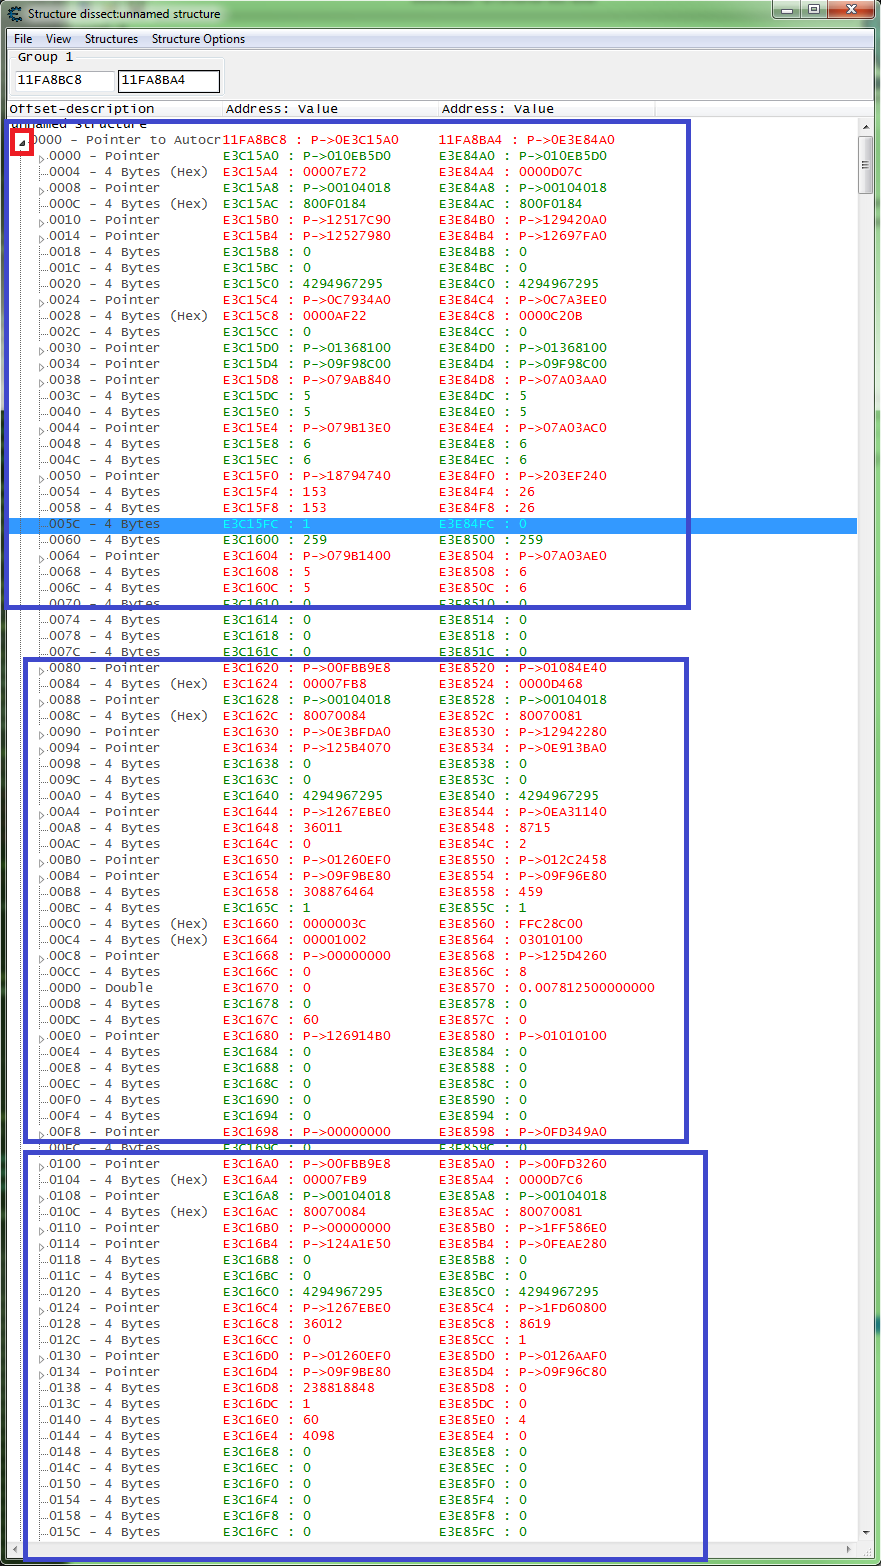 Structure dissect:unnamed structure
File View Structures Structure Options
Group 1
11FA8BC8 11FA8BA4
Offset-description Address: Value Address: Value
unnamed structure
0000 - Pointer to Autocr 11FA8BC8 : P->0E3C15A0 11FA8BA4 : P->0E3E84A0
0000 - Pointer E3C15A0 : P->010EB5D0 E3E84A0 : P->010EB5D0
0004 - 4 Bytes (Hex) E3C15A4 : 00007E72 E3E84A4 : 0000D07C
0008 - Pointer E3C15A8 : P->00104018 E3E84A8 : P->00104018
000C - 4 Bytes (Hex) E3C15AC : 800F0184 E3E84AC : 800F0184
0010 - Pointer E3C15B0 : P->12517C90 E3E84B0 : P->129420A0
0014 - Pointer E3C15B4 : P->12527980 E3E84B4 : P->12697FA0
0018 - 4 Bytes E3C15B8 : 0 E3E84B8 : 0
001C - 4 Bytes E3C15BC : 0 E3E84BC : 0
0020 - 4 Bytes E3C15C0 : 4294967295 E3E84C0 : 4294967295
0024 - Pointer E3C15C4 : P->0C7934A0 E3E84C4 : P->0C7A3EE0
0028 - 4 Bytes (Hex) E3C15C8 : 0000AF22 E3E84C8 : 0000C20B
002C - 4 Bytes E3C15CC : 0 E3E84CC : 0
0030 - Pointer E3C15D0 : P->01368100 E3E84D0 : P->01368100
0034 - Pointer E3C15D4 : P->09F98C00 E3E84D4 : P->09F98C00
0038 - Pointer E3C15D8 : P->079AB840 E3E84D8 : P->07A03AA0
003C - 4 Bytes E3C15DC : 5 E3E84DC : 5
0040 - 4 Bytes E3C15E0 : 5 E3E84E0 : 5
0044 - Pointer E3C15E4 : P->079B13E0 E3E84E4 : P->07A03AC0
0048 - 4 Bytes E3C15E8 : 6 E3E84E8 : 6
004C - 4 Bytes E3C15EC : 6 E3E84EC : 6
0050 - Pointer E3C15F0 : P->18794740 E3E84F0 : P->203EF240
0054 - 4 Bytes E3C15F4 : 153 E3E84F4 : 26
0058 - 4 Bytes E3C15F8 : 153 E3E84F8 : 26
005C - 4 Bytes E3C15FC : 1 E3E84FC : 0
0060 - 4 Bytes E3C1600 : 259 E3E8500 : 259
0064 - Pointer E3C1604 : P->079B1400 E3E8504 : P->07A03AE0
0068 - 4 Bytes E3C1608 : 5 E3E8508 : 6
006C - 4 Bytes E3C160C : 5 E3E850C : 6
0070 - 4 Bytes E3C1610 : 0 E3E8510 : 0
0074 - 4 Bytes E3C1614 : 0 E3E8514 : 0
0078 - 4 Bytes E3C1618 : 0 E3E8518 : 0
007C - 4 Bytes E3C161C : 0 E3E851C : 0
0080 - Pointer E3C1620 : P->00FBB9E8 E3E8520 : P->01084E40
0084 - 4 Bytes (Hex) E3C1624 : 00007FB8 E3E8524 : 0000D468
0088 - Pointer E3C1628 : P->00104018 E3E8528 : P->00104018
008C - 4 Bytes (Hex) E3C162C : 80070084 E3E852C : 80070081
0090 - Pointer E3C1630 : P->0E3BFDA0 E3E8530 : P->12942280
0094 - Pointer E3C1634 : P->125B4070 E3E8534 : P->0E913BA0
0098 - 4 Bytes E3C1638 : 0 E3E8538 : 0
009C - 4 Bytes E3C163C : 0 E3E853C : 0
00A0 - 4 Bytes E3C1640 : 4294967295 E3E8540 : 4294967295
00A4 - Pointer E3C1644 : P->1267EBE0 E3E8544 : P->0EA31140
00A8 - 4 Bytes E3C1648 : 36011 E3E8548 : 8715
00AC - 4 Bytes E3C164C : 0 E3E854C : 2
00B0 - Pointer E3C1650 : P->01260EF0 E3E8550 : P->012C2458
00B4 - Pointer E3C1654 : P->09F9BE80 E3E8554 : P->09F96E80
00B8 - 4 Bytes E3C1658 : 308876464 E3E8558 : 459
00BC - 4 Bytes E3C165C : 1 E3E855C : 1
00C0 - 4 Bytes (Hex) E3C1660 : 0000003C E3E8560 : FFC28C00
00C4 - 4 Bytes (Hex) E3C1664 : 00001002 E3E8564 : 03010100
00C8 - Pointer E3C1668 : P->00000000 E3E8568 : P->125D4260
00CC - 4 Bytes E3C166C : 0 E3E856C : 8
00D0 - Double E3C1670 : 0 E3E8570 : 0.007812500000000
00D8 - 4 Bytes E3C1678 : 0 E3E8578 : 0
00DC - 4 Bytes E3C167C : 60 E3E857C : 0
00E0 - Pointer E3C1680 : P->126914B0 E3E8580 : P->01010100
00E4 - 4 Bytes E3C1684 : 0 E3E8584 : 0
00E8 - 4 Bytes E3C1688 : 0 E3E8588 : 0
00EC - 4 Bytes E3C168C : 0 E3E858C : 0
00F0 - 4 Bytes E3C1690 : 0 E3E8590 : 0
00F4 - 4 Bytes E3C1694 : 0 E3E8594 : 0
00F8 - Pointer E3C1698 : P->00000000 E3E8598 : P->0FD349A0
00FC - 4 Bytes E3C169C : 0 E3E859C : 0
0100 - Pointer E3C16A0 : P->00FBB9E8 E3E85A0 : P->00FD3260
0104 - 4 Bytes (Hex) E3C16A4 : 00007FB9 E3E85A4 : 0000D7C6
0108 - Pointer E3C16A8 : P->00104018 E3E85A8 : P->00104018
010C - 4 Bytes (Hex) E3C16AC : 80070084 E3E85AC : 80070081
0110 - Pointer E3C16B0 : P->00000000 E3E85B0 : P->1FF586E0
0114 - Pointer E3C16B4 : P->124A1E50 E3E85B4 : P->0FEAE280
0118 - 4 Bytes E3C16B8 : 0 E3E85B8 : 0
011C - 4 Bytes E3C16BC : 0 E3E85BC : 0
0120 - 4 Bytes E3C16C0 : 4294967295 E3E85C0 : 4294967295
0124 - Pointer E3C16C4 : P->1267EBE0 E3E85C4 : P->1FD60800
0128 - 4 Bytes E3C16C8 : 36012 E3E85C8 : 8619
012C - 4 Bytes E3C16CC : 0 E3E85CC : 1
0130 - Pointer E3C16D0 : P->01260EF0 E3E85D0 : P->0126AAF0
0134 - Pointer E3C16D4 : P->09F9BE80 E3E85D4 : P->09F96C80
0138 - 4 Bytes E3C16D8 : 238818848 E3E85D8 : 0
013C - 4 Bytes E3C16DC : 1 E3E85DC : 0
0140 - 4 Bytes E3C16E0 : 60 E3E85E0 : 4
0144 - 4 Bytes E3C16E4 : 4098 E3E85E4 : 0
0148 - 4 Bytes E3C16E8 : 0 E3E85E8 : 0
014C - 4 Bytes E3C16EC : 0 E3E85EC : 0
0150 - 4 Bytes E3C16F0 : 0 E3E85F0 : 0
0154 - 4 Bytes E3C16F4 : 0 E3E85F4 : 0
0158 - 4 Bytes E3C16F8 : 0 E3E85F8 : 0
015C - 4 Bytes E3C16FC : 0 E3E85FC : 0